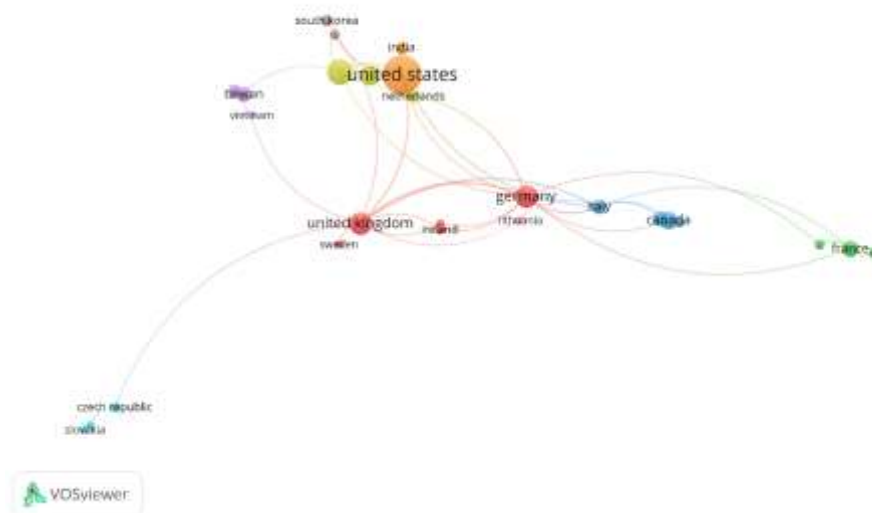 south korea
india
united states
netherlands
taiwan
vietnam
germany
italy
lithuania
canada
united kingdom
ireland
sweden
france
czech republic
slovakia
VOSviewer